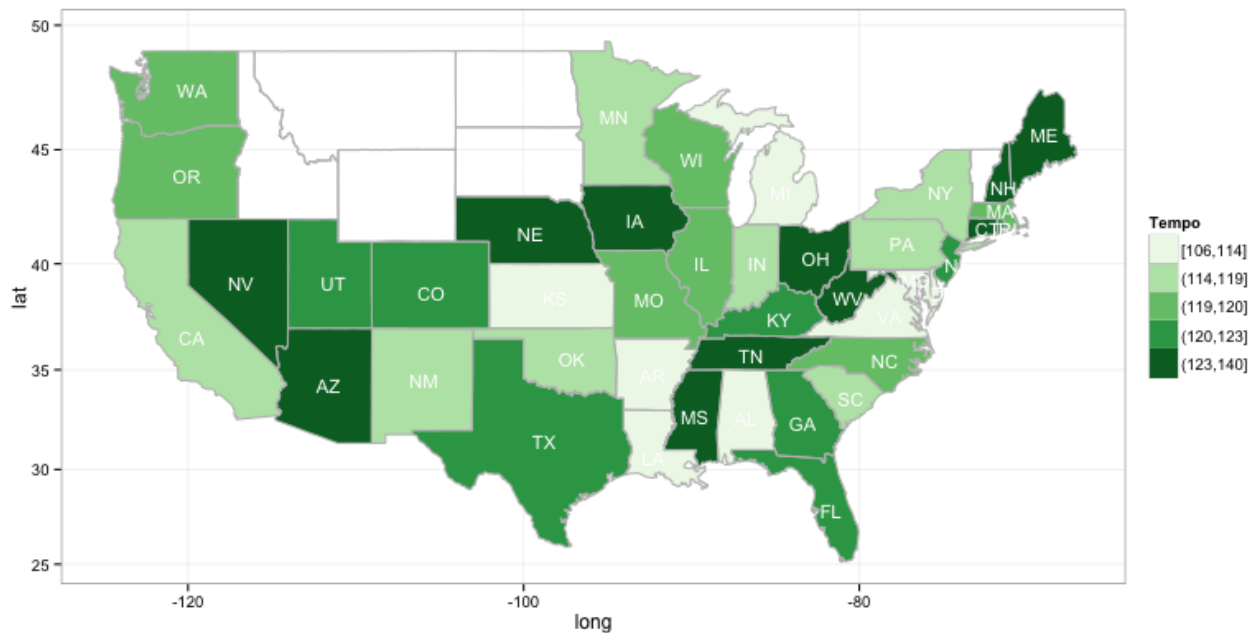 50
45
40
35
30
25
lat
-120
-100
-80
long
WA
OR
CA
NV
UT
AZ
CO
NM
NE
KS
OK
TX
MN
IA
MO
AR
LA
WI
IL
MI
IN
OH
KY
TN
MS
AL
GA
FL
SC
NC
VA
WV
PA
NY
ME
NH
MA
CT
RI
Tempo
[106,114]
(114,119]
(119,120]
(120,123]
(123,140]